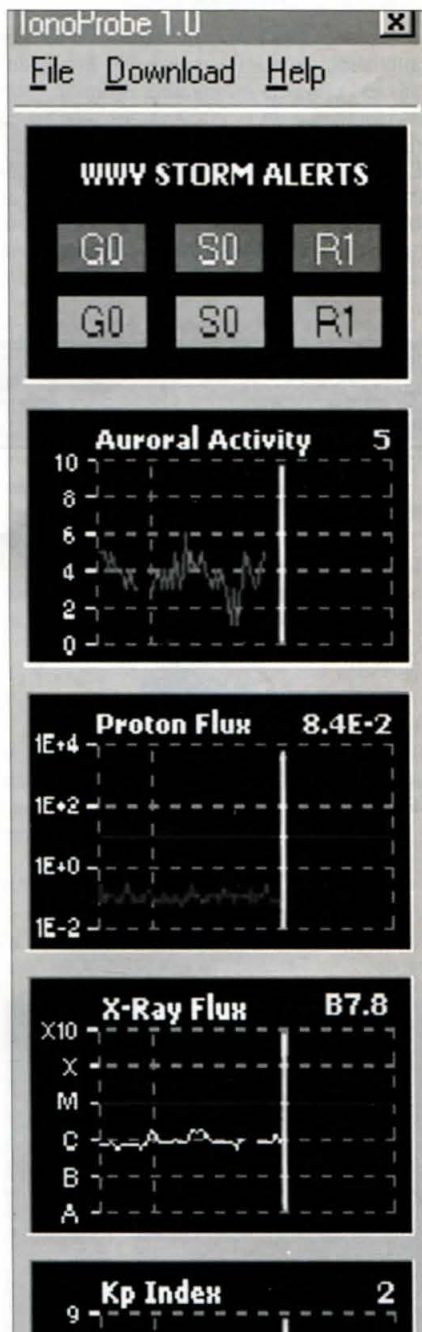 IonoProbe 1.0
File Download Help
WWV STORM ALERTS
G0 S0 R1
G0 S0 R1
Auroral Activity 5
10
8
6
4
2
0
Proton Flux 8.4E-2
1E+4
1E+2
1E+0
1E-2
X-Ray Flux B7.8
X10
X
M
C
B
A
Kp Index 2
9